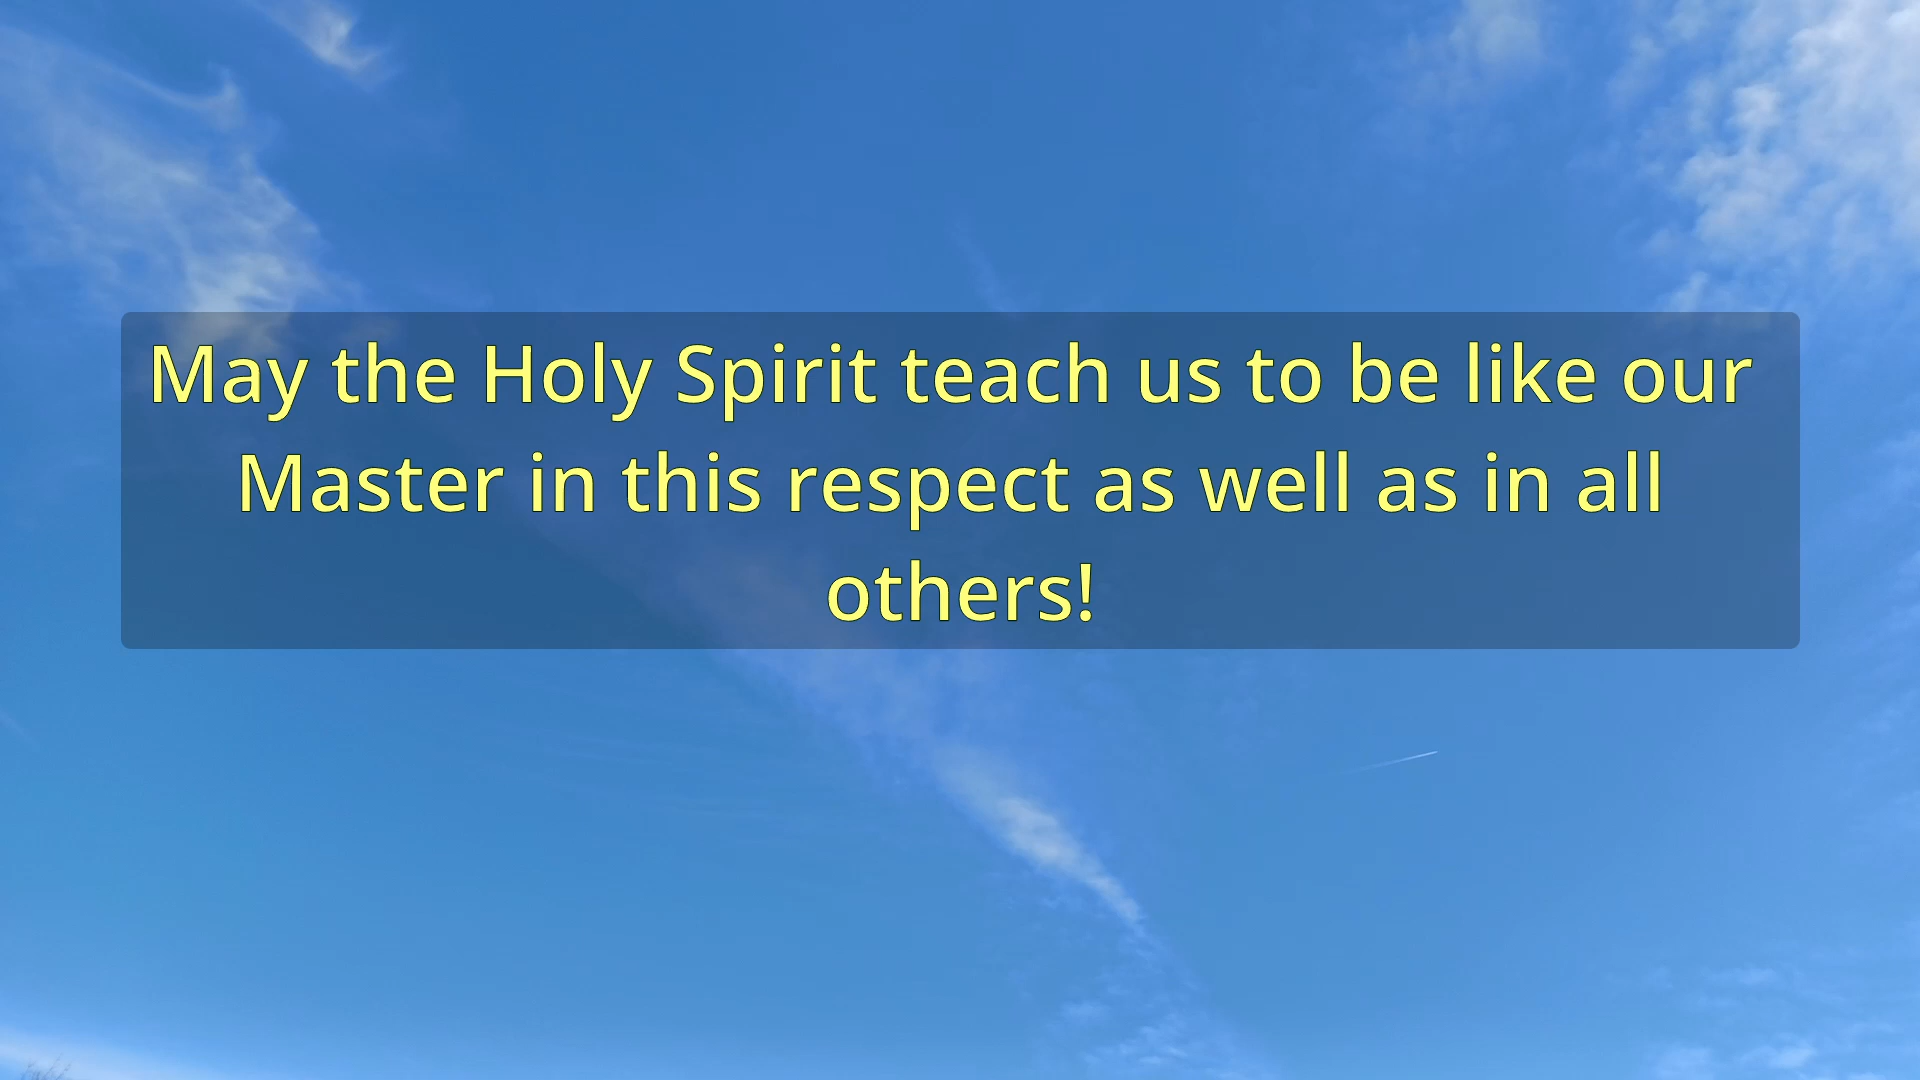 May the Holy Spirit teach us to be like our
Master in this respect as well as in all
others!